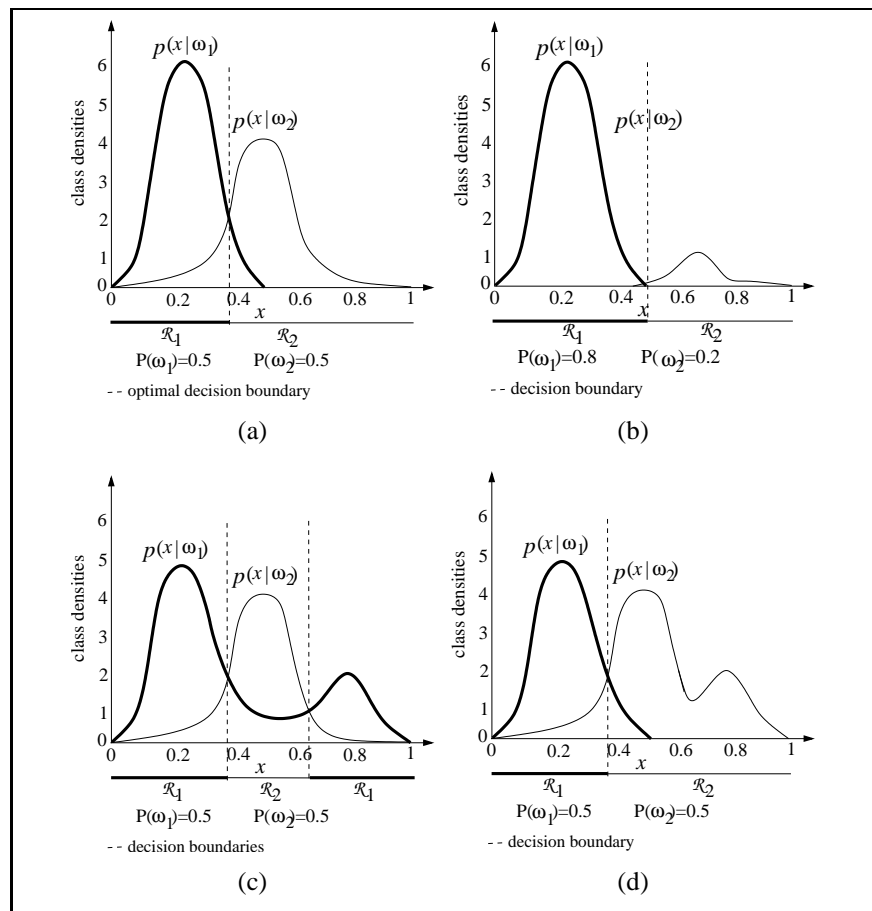 p(x|ω1)
p(x|ω2)
class densities
6
5
4
3
2
1
0
0 0.2 0.4 0.6 0.8 1
x
R1 R2
P(ω1)=0.5 P(ω2)=0.5
-- optimal decision boundary
(a)
p(x|ω1)
p(x|ω2)
class densities
6
5
4
3
2
1
0
0 0.2 0.4 0.6 0.8 1
x
R1 R2
P(ω1)=0.8 P(ω2)=0.2
-- decision boundary
(b)
p(x|ω1)
p(x|ω2)
class densities
6
5
4
3
2
1
0
0 0.2 0.4 0.6 0.8 1
x
R1 R2 R1
P(ω1)=0.5 P(ω2)=0.5
-- decision boundaries
(c)
p(x|ω1)
p(x|ω2)
class densities
6
5
4
3
2
1
0
0 0.2 0.4 0.6 0.8 1
x
R1 R2
P(ω1)=0.5 P(ω2)=0.5
-- decision boundary
(d)